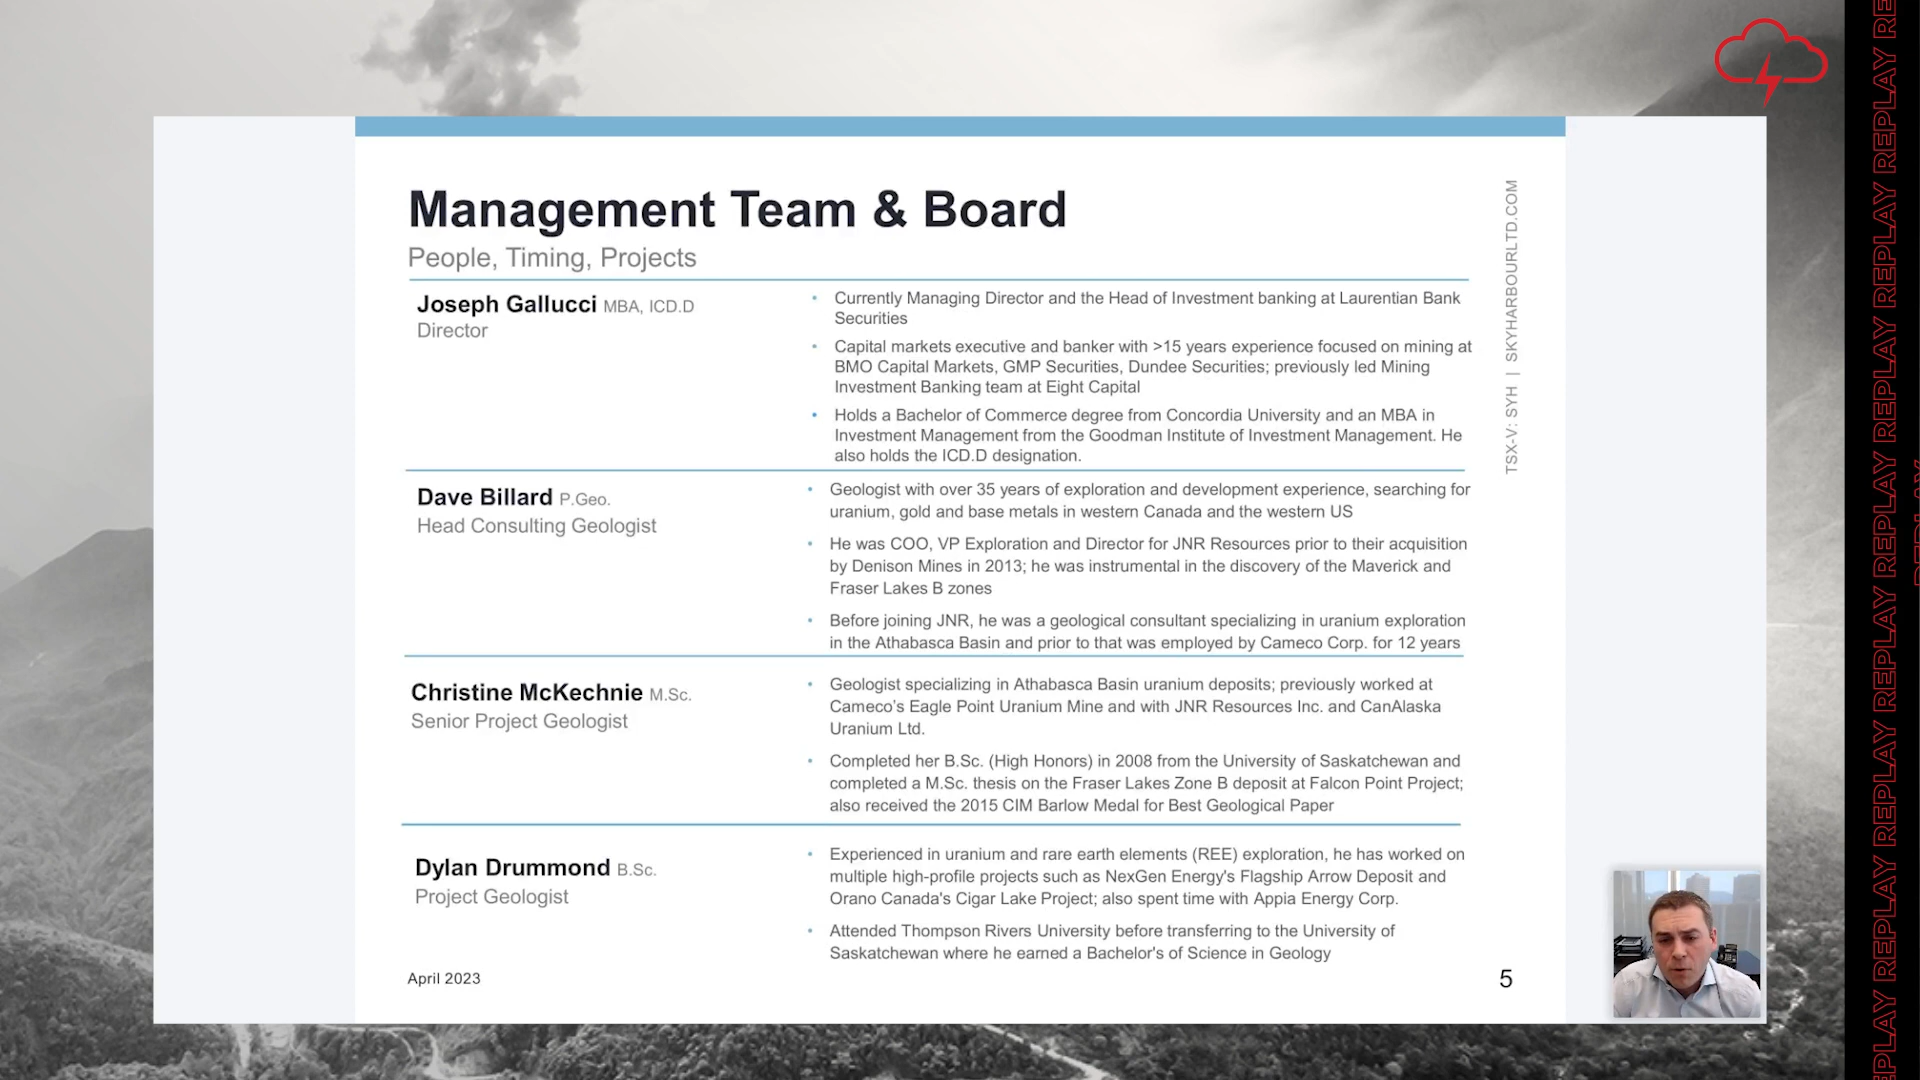 Management Team & Board
People, Timing, Projects
Joseph Gallucci MBA, ICD.D
Director
• Currently Managing Director and the Head of Investment banking at Laurentian Bank
Securities
• Capital markets executive and banker with >15 years experience focused on mining at
BMO Capital Markets, GMP Securities, Dundee Securities; previously led Mining
Investment Banking team at Eight Capital
• Holds a Bachelor of Commerce degree from Concordia University and an MBA in
Investment Management from the Goodman Institute of Investment Management. He
also holds the ICD.D designation.
Dave Billard P.Geo.
Head Consulting Geologist
• Geologist with over 35 years of exploration and development experience, searching for
uranium, gold and base metals in western Canada and the western US
• He was COO, VP Exploration and Director for JNR Resources prior to their acquisition
by Denison Mines in 2013; he was instrumental in the discovery of the Maverick and
Fraser Lakes B zones
• Before joining JNR, he was a geological consultant specializing in uranium exploration
in the Athabasca Basin and prior to that was employed by Cameco Corp. for 12 years
Christine McKechnie M.Sc.
Senior Project Geologist
• Geologist specializing in Athabasca Basin uranium deposits; previously worked at
Cameco's Eagle Point Uranium Mine and with JNR Resources Inc. and CanAlaska
Uranium Ltd.
• Completed her B.Sc. (High Honors) in 2008 from the University of Saskatchewan and
completed a M.Sc. thesis on the Fraser Lakes Zone B deposit at Falcon Point Project;
also received the 2015 CIM Barlow Medal for Best Geological Paper
Dylan Drummond B.Sc.
Project Geologist
• Experienced in uranium and rare earth elements (REE) exploration, he has worked on
multiple high-profile projects such as NexGen Energy's Flagship Arrow Deposit and
Orano Canada's Cigar Lake Project; also spent time with Appia Energy Corp.
• Attended Thompson Rivers University before transferring to the University of
Saskatchewan where he earned a Bachelor's of Science in Geology
April 2023
5
TSX-V: SYH | SKYHARBOURLTD.COM
REPLAY REPLAY REPLAY REPLAY REPLAY REPLAY REPLAY REPLAY REPLAY